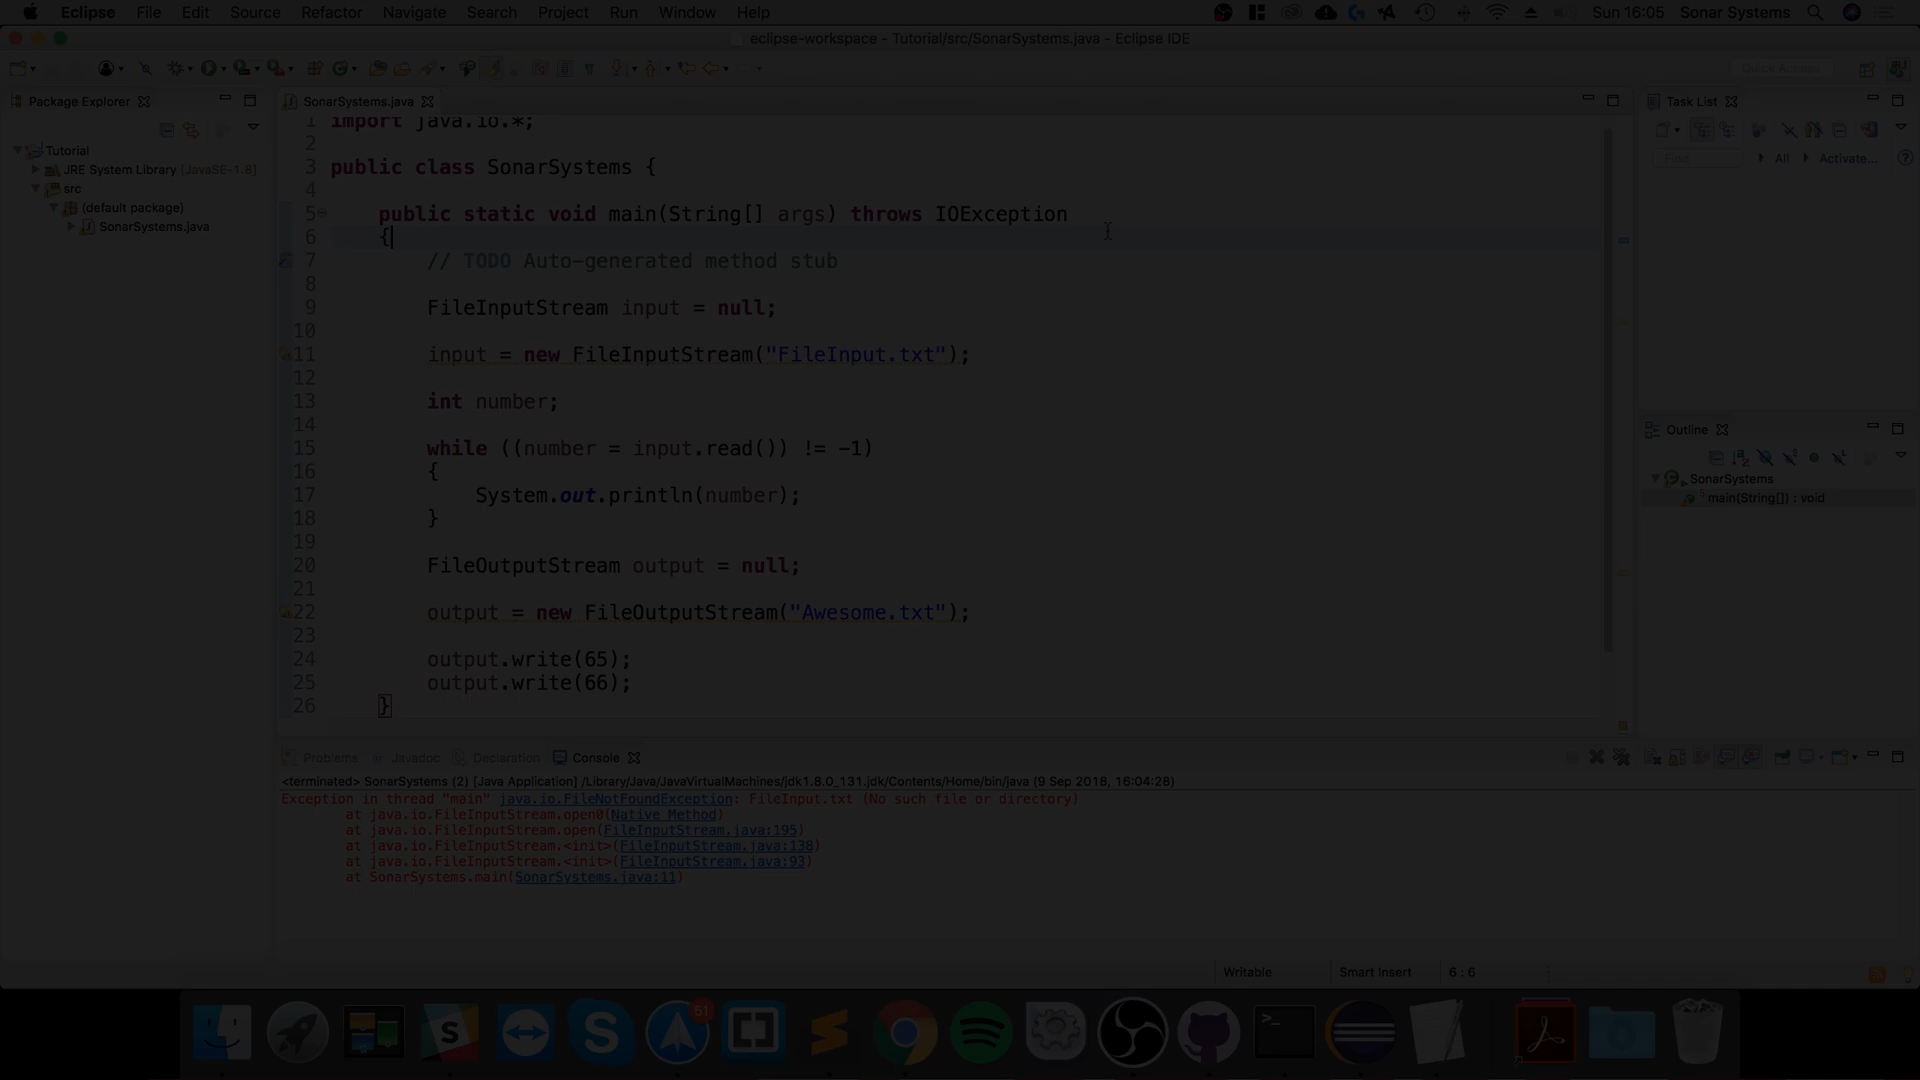 Eclipse File Edit Source Refactor Navigate Search Project Run Window Help Sun 16:05 Sonar Systems
eclipse-workspace - Tutorial/src/SonarSystems.java - Eclipse IDE
Quick Access
Package Explorer
Tutorial
JRE System Library [JavaSE-1.8]
src
(default package)
SonarSystems.java
SonarSystems.java
1 import java.io.*;
2
3 public class SonarSystems {
4
5 public static void main(String[] args) throws IOException
6 {
7 // TODO Auto-generated method stub
8
9 FileInputStream input = null;
10
11 input = new FileInputStream("FileInput.txt");
12
13 int number;
14
15 while ((number = input.read()) != -1)
16 {
17 System.out.println(number);
18 }
19
20 FileOutputStream output = null;
21
22 output = new FileOutputStream("Awesome.txt");
23
24 output.write(65);
25 output.write(66);
26 }
Task List
Find All Activate...
Outline
SonarSystems
main(String[]) : void
Problems Javadoc Declaration Console
<terminated> SonarSystems (2) [Java Application] /Library/Java/JavaVirtualMachines/jdk1.8.0_131.jdk/Contents/Home/bin/java (9 Sep 2018, 16:04:28)
Exception in thread "main" java.io.FileNotFoundException: FileInput.txt (No such file or directory)
at java.io.FileInputStream.open0(Native Method)
at java.io.FileInputStream.open(FileInputStream.java:195)
at java.io.FileInputStream.<init>(FileInputStream.java:138)
at java.io.FileInputStream.<init>(FileInputStream.java:93)
at SonarSystems.main(SonarSystems.java:11)
Writable Smart Insert 6 : 6
51